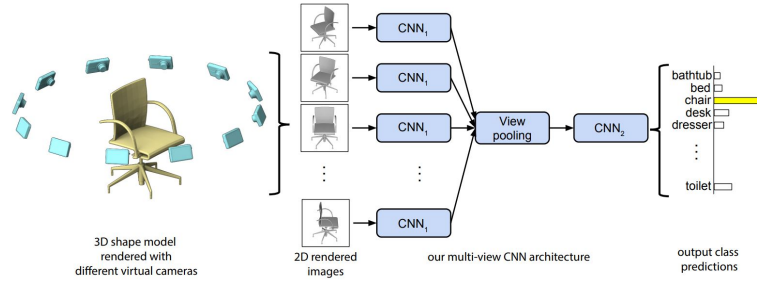 CNN₁
CNN₁
CNN₁
CNN₁
View
pooling
CNN₂
bathtub
bed
chair
desk
dresser
toilet
3D shape model
rendered with
different virtual cameras
2D rendered
images
our multi-view CNN architecture
output class
predictions